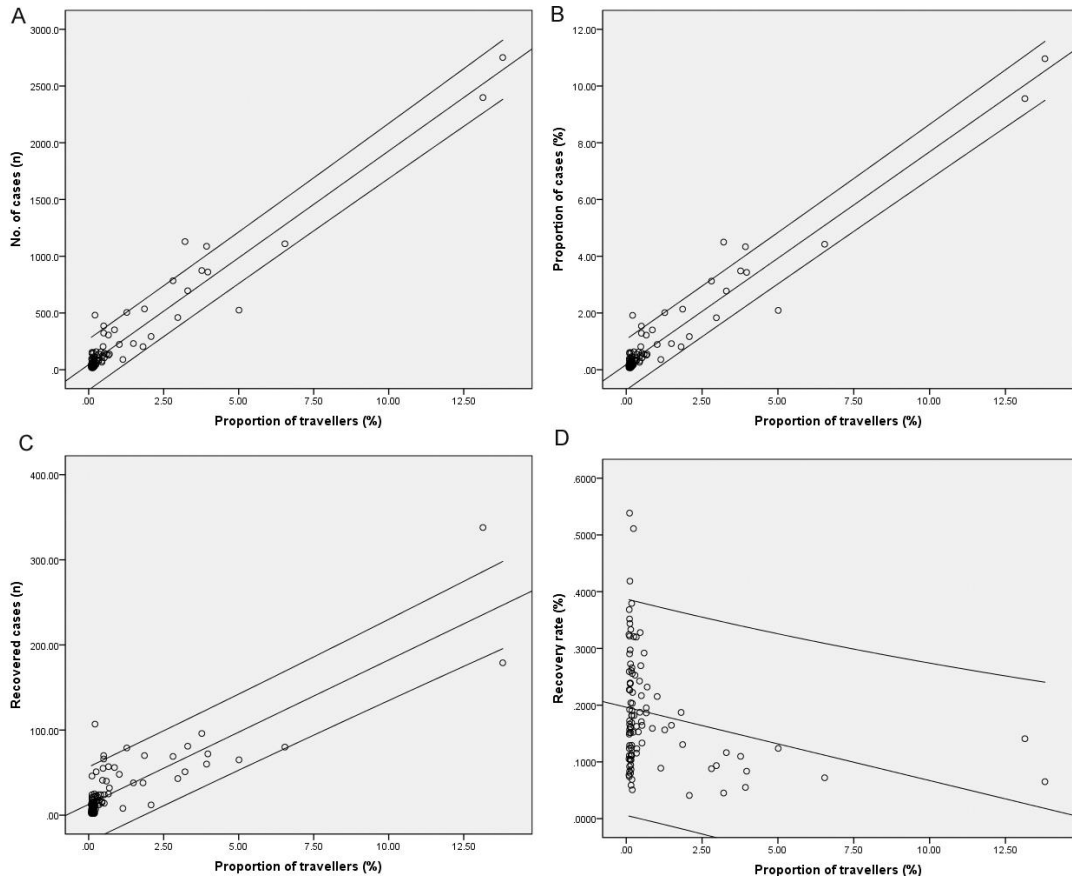 A
3000.0
2500.0
2000.0
1500.0
1000.0
500.0
.0
No. of cases (n)
.00 2.50 5.00 7.50 10.00 12.50
Proportion of travellers (%)
B
12.00
10.00
8.00
6.00
4.00
2.00
.00
Proportion of cases (%)
.00 2.50 5.00 7.50 10.00 12.50
Proportion of travellers (%)
C
400.00
300.00
200.00
100.00
.00
Recovered cases (n)
.00 2.50 5.00 7.50 10.00 12.50
Proportion of travellers (%)
D
.6000
.5000
.4000
.3000
.2000
.1000
.0000
Recovery rate (%)
.00 2.50 5.00 7.50 10.00 12.50
Proportion of travellers (%)